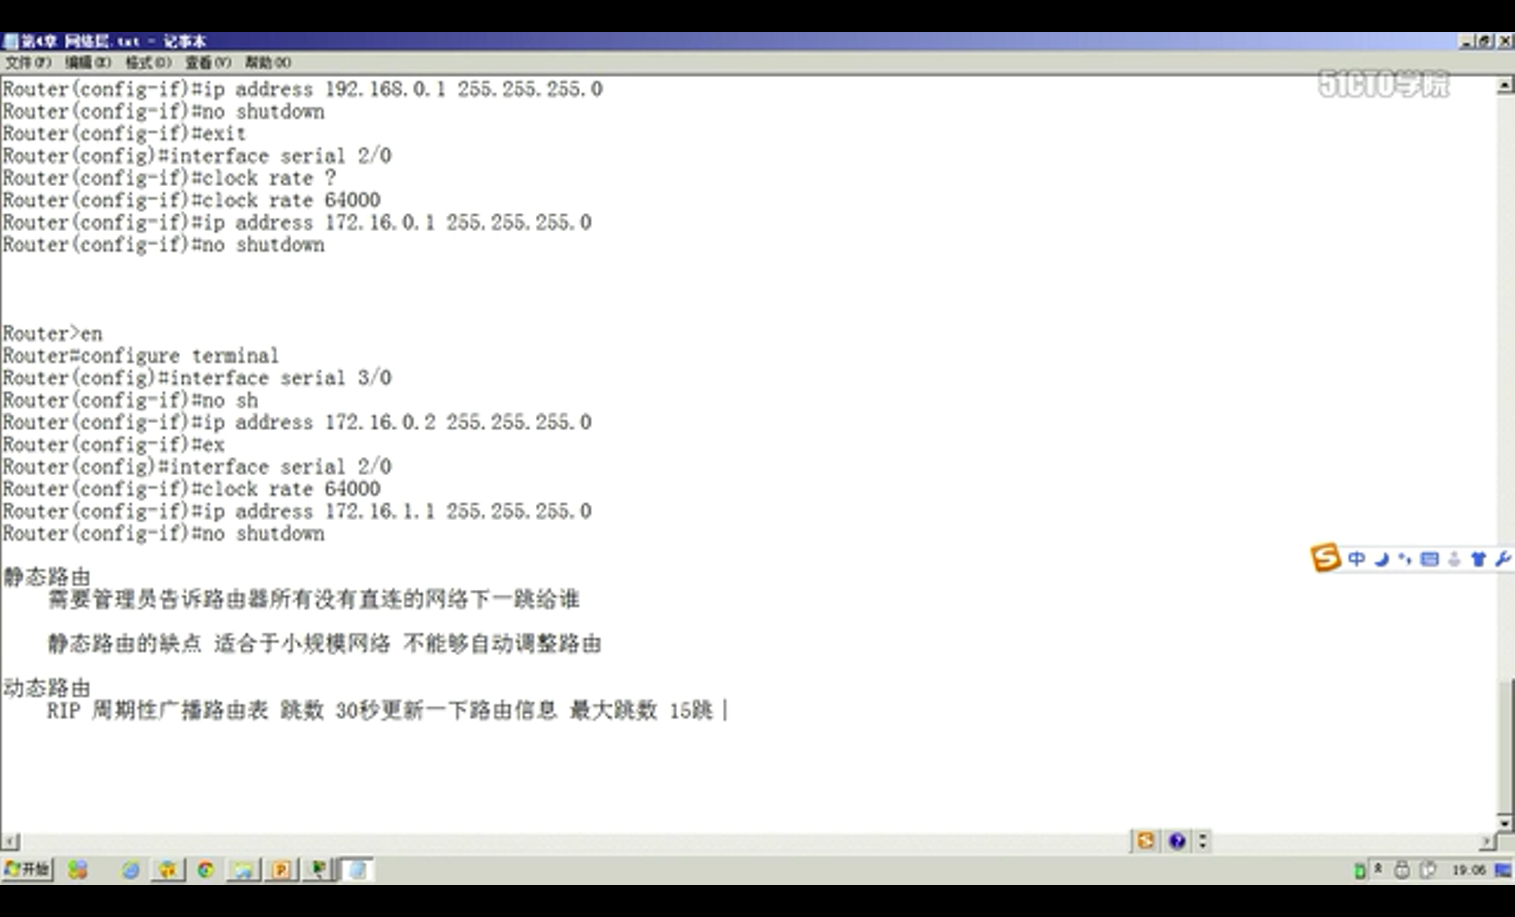 第4章 网络层.txt - 记事本
文件(F) 编辑(E) 格式(O) 查看(V) 帮助(H)
51CTO学院
Router(config-if)#ip address 192.168.0.1 255.255.255.0
Router(config-if)#no shutdown
Router(config-if)#exit
Router(config)#interface serial 2/0
Router(config-if)#clock rate ?
Router(config-if)#clock rate 64000
Router(config-if)#ip address 172.16.0.1 255.255.255.0
Router(config-if)#no shutdown
Router>en
Router#configure terminal
Router(config)#interface serial 3/0
Router(config-if)#no sh
Router(config-if)#ip address 172.16.0.2 255.255.255.0
Router(config-if)#ex
Router(config)#interface serial 2/0
Router(config-if)#clock rate 64000
Router(config-if)#ip address 172.16.1.1 255.255.255.0
Router(config-if)#no shutdown
中
静态路由
需要管理员告诉路由器所有没有直连的网络下一跳给谁
静态路由的缺点 适合于小规模网络 不能够自动调整路由
动态路由
RIP 周期性广播路由表 跳数 30秒更新一下路由信息 最大跳数 15跳
开始
19:06